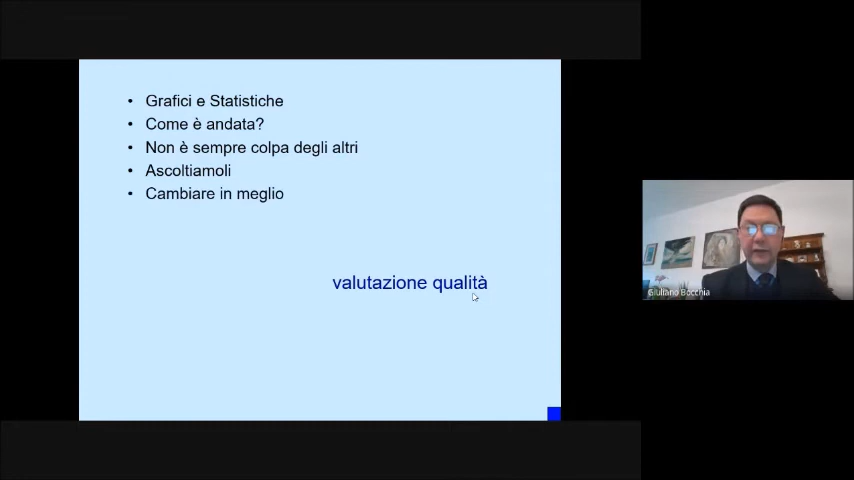 • Grafici e Statistiche
• Come è andata?
• Non è sempre colpa degli altri
• Ascoltiamoli
• Cambiare in meglio
valutazione qualità
Giuliano Bocchia